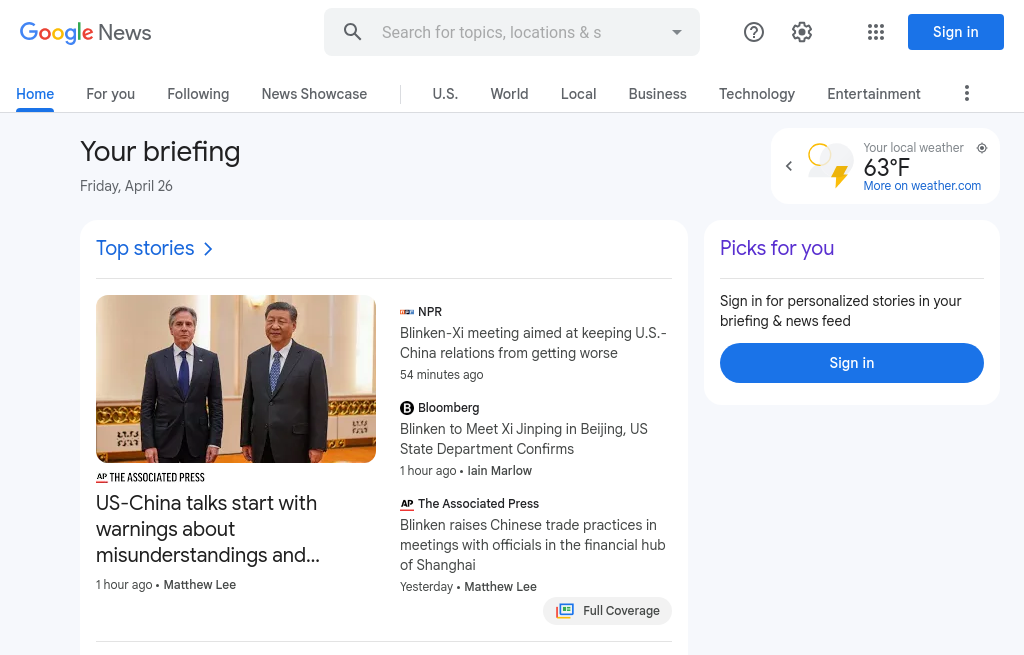 Google News
Search for topics, locations & s
Sign in
Home
For you
Following
News Showcase
U.S.
World
Local
Business
Technology
Entertainment
Your briefing
Friday, April 26
Your local weather
63°F
More on weather.com
Top stories
THE ASSOCIATED PRESS
US-China talks start with
warnings about
misunderstandings and...
1 hour ago • Matthew Lee
NPR
Blinken-Xi meeting aimed at keeping U.S.-
China relations from getting worse
54 minutes ago
B Bloomberg
Blinken to Meet Xi Jinping in Beijing, US
State Department Confirms
1 hour ago • Iain Marlow
AP The Associated Press
Blinken raises Chinese trade practices in
meetings with officials in the financial hub
of Shanghai
Yesterday • Matthew Lee
Full Coverage
Picks for you
Sign in for personalized stories in your
briefing & news feed
Sign in